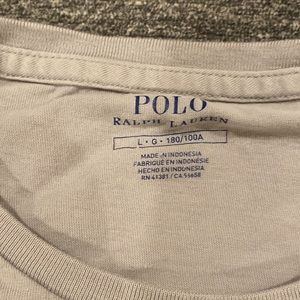 POLO
RALPH LAUREN
L • G • 180/100A
MADE IN INDONESIA
FABRIQUÉ EN INDONÉSIE
HECHO EN INDONESIA
RN 41381 / CA 56658